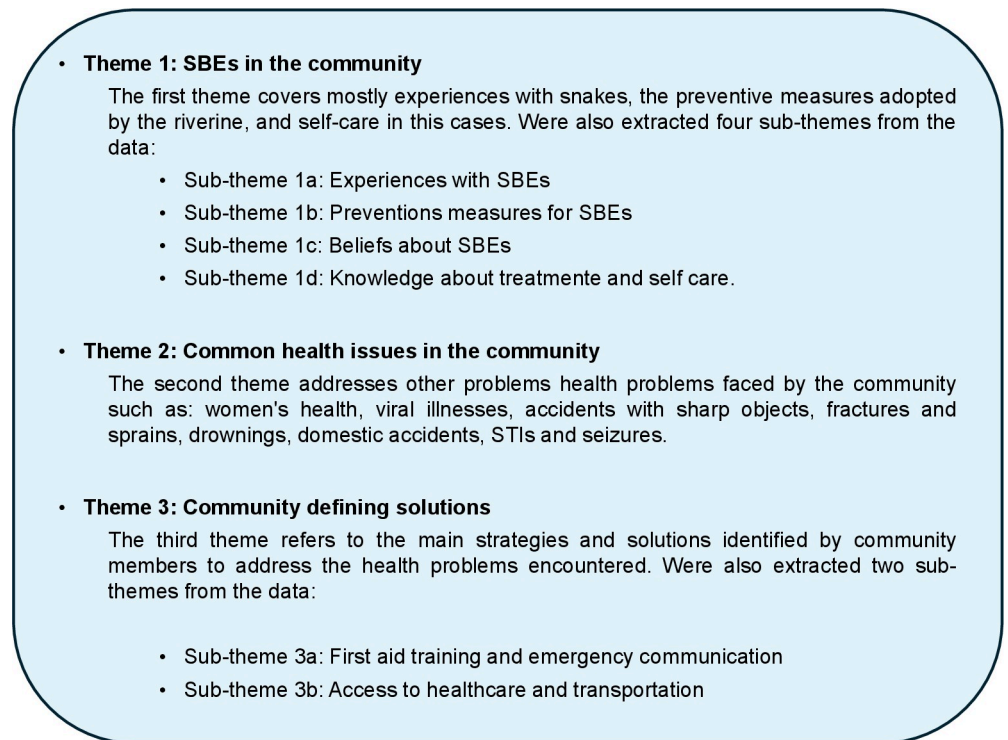 • Theme 1: SBEs in the community
The first theme covers mostly experiences with snakes, the preventive measures adopted
by the riverine, and self-care in this cases. Were also extracted four sub-themes from the
data:
• Sub-theme 1a: Experiences with SBEs
• Sub-theme 1b: Preventions measures for SBEs
• Sub-theme 1c: Beliefs about SBEs
• Sub-theme 1d: Knowledge about treatmente and self care.
• Theme 2: Common health issues in the community
The second theme addresses other problems health problems faced by the community
such as: women's health, viral illnesses, accidents with sharp objects, fractures and
sprains, drownings, domestic accidents, STIs and seizures.
• Theme 3: Community defining solutions
The third theme refers to the main strategies and solutions identified by community
members to address the health problems encountered. Were also extracted two sub-
themes from the data:
• Sub-theme 3a: First aid training and emergency communication
• Sub-theme 3b: Access to healthcare and transportation